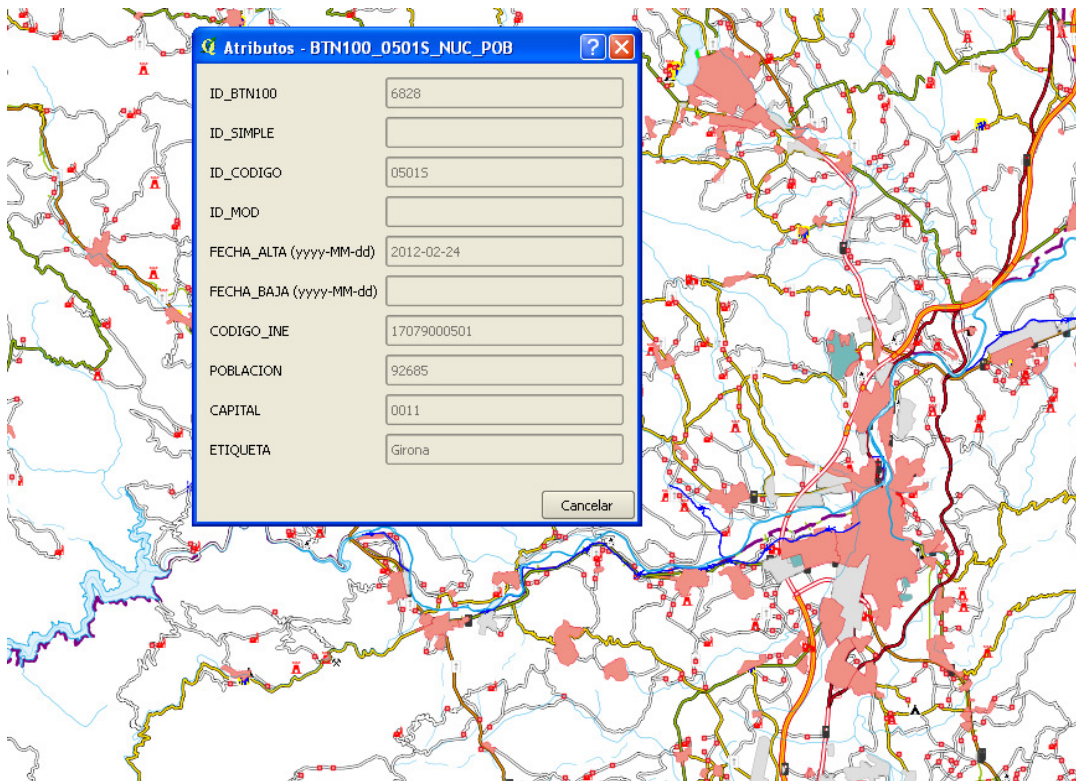 Atributos - BTN100_0501S_NUC_POB
ID_BTN100 6828
ID_SIMPLE
ID_CODIGO 0501S
ID_MOD
FECHA_ALTA (yyyy-MM-dd) 2012-02-24
FECHA_BAJA (yyyy-MM-dd)
CODIGO_INE 17079000501
POBLACION 92685
CAPITAL 0011
ETIQUETA Girona
Cancelar